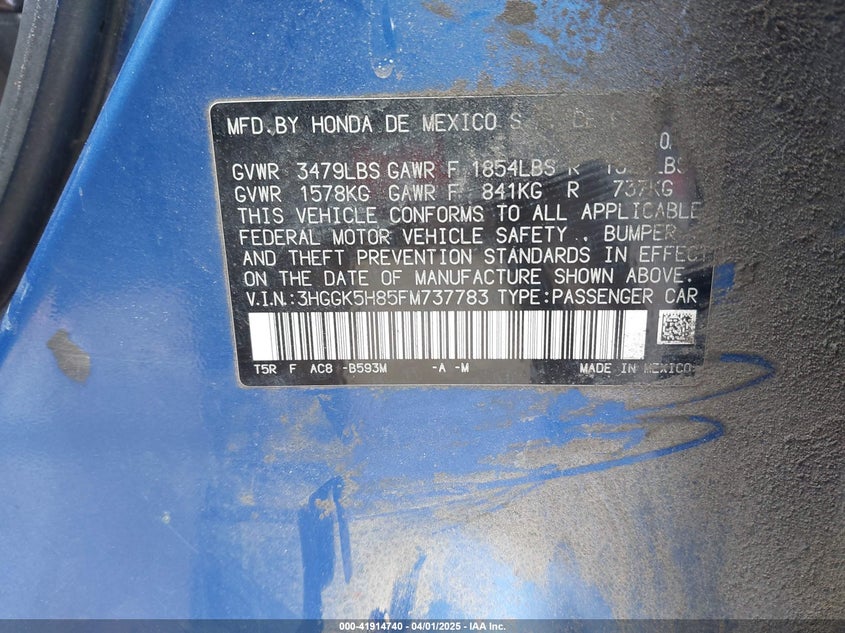 MFD.BY HONDA DE MEXICO
GVWR 3479LBS GAWR F 1854LBS R
GVWR 1578KG GAWR F 841KG R 737KG
THIS VEHICLE CONFORMS TO ALL APPLICABLE
FEDERAL MOTOR VEHICLE SAFETY , BUMPER
AND THEFT PREVENTION STANDARDS IN EFFECT
ON THE DATE OF MANUFACTURE SHOWN ABOVE.
V.I.N.:3HGGK5H85FM737783 TYPE:PASSENGER CAR
T5R F AC8 -B593M -A -M MADE IN MEXICO
000-41914740 - 04/01/2025 - IAA Inc.